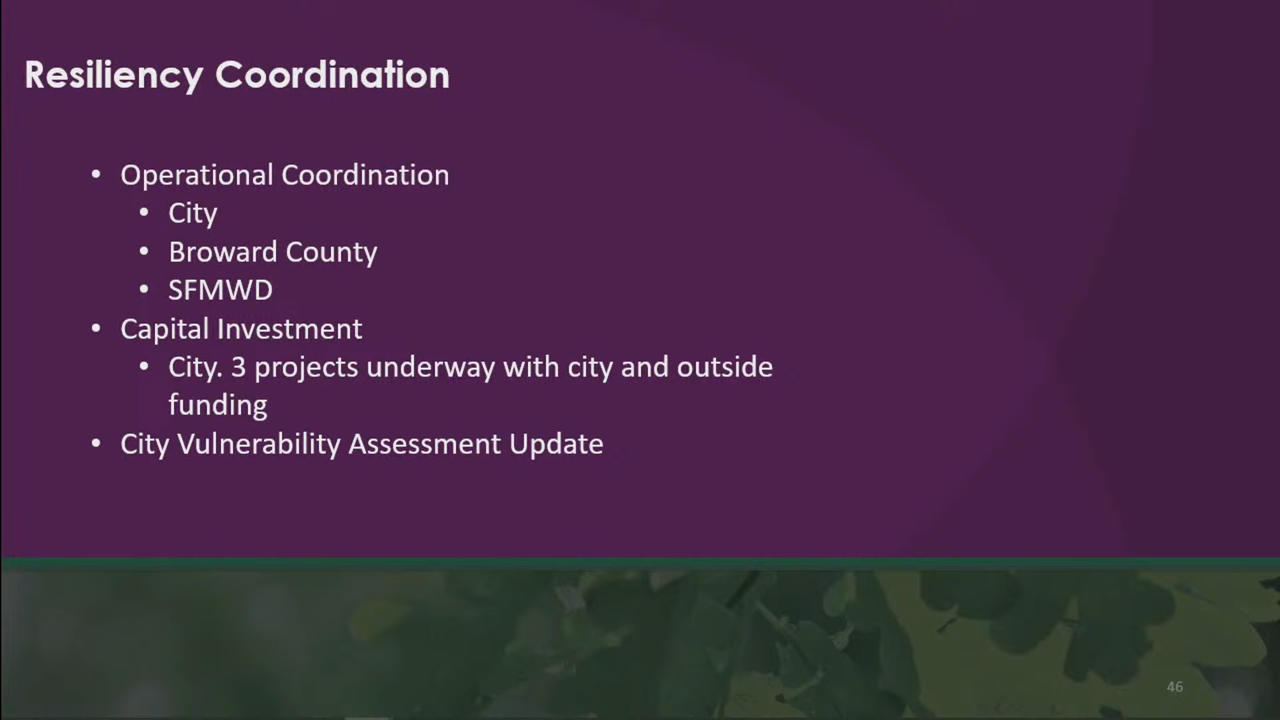 Resiliency Coordination
• Operational Coordination
• City
• Broward County
• SFMWD
• Capital Investment
• City. 3 projects underway with city and outside
funding
• City Vulnerability Assessment Update
46